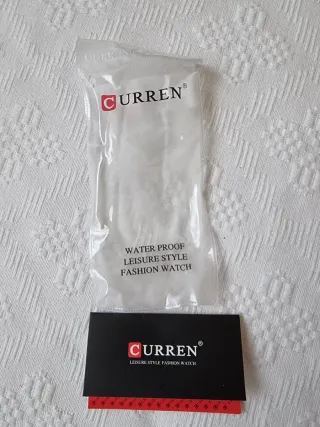 CURREN®
WATER PROOF
LEISURE STYLE
FASHION WATCH
CURREN®
LEISURE STYLE FASHION WATCH